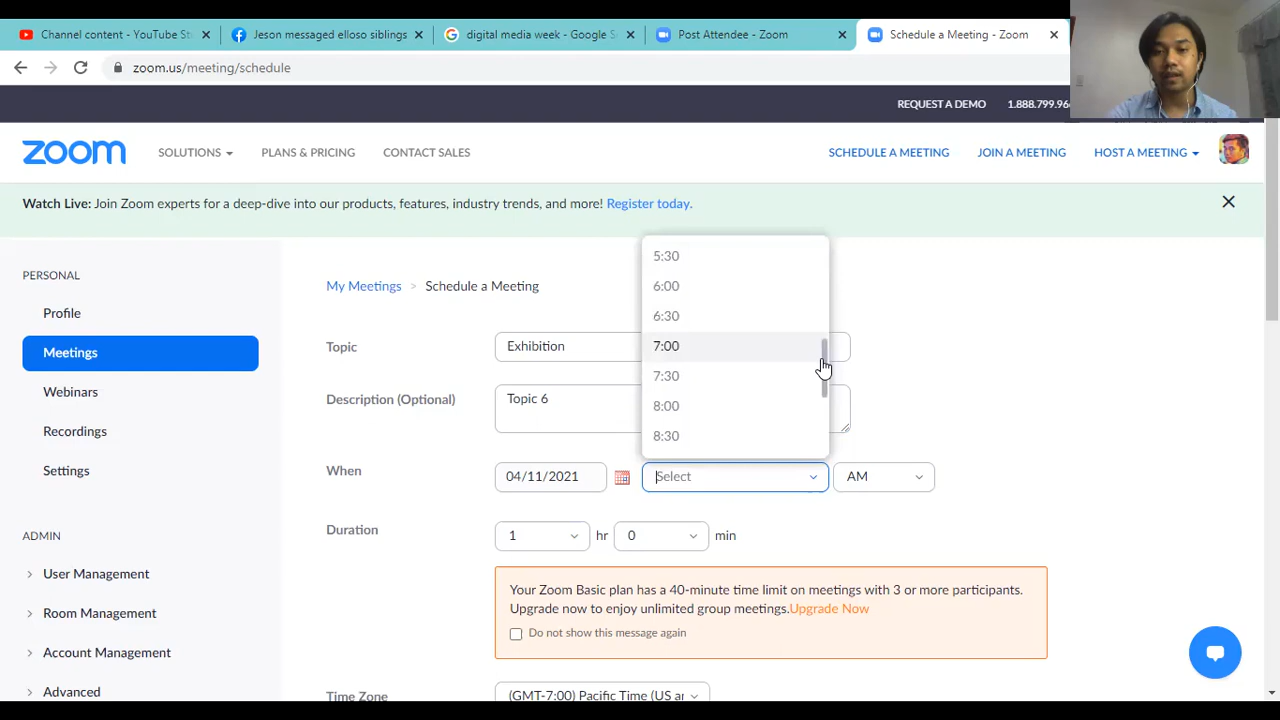 Channel content - YouTube St
Jeson messaged elloso siblings
digital media week - Google S
Post Attendee - Zoom
Schedule a Meeting - Zoom
zoom.us/meeting/schedule
REQUEST A DEMO
1.888.799.96
zoom
SOLUTIONS
PLANS & PRICING
CONTACT SALES
SCHEDULE A MEETING
JOIN A MEETING
HOST A MEETING
Watch Live: Join Zoom experts for a deep-dive into our products, features, industry trends, and more! Register today.
PERSONAL
Profile
Meetings
Webinars
Recordings
Settings
ADMIN
User Management
Room Management
Account Management
Advanced
My Meetings > Schedule a Meeting
Topic
Exhibition
Description (Optional)
Topic 6
5:30
6:00
6:30
7:00
7:30
8:00
8:30
When
04/11/2021
Select
AM
Duration
1 hr 0 min
Your Zoom Basic plan has a 40-minute time limit on meetings with 3 or more participants.
Upgrade now to enjoy unlimited group meetings.Upgrade Now
Do not show this message again
Time Zone
(GMT-7:00) Pacific Time (US ar